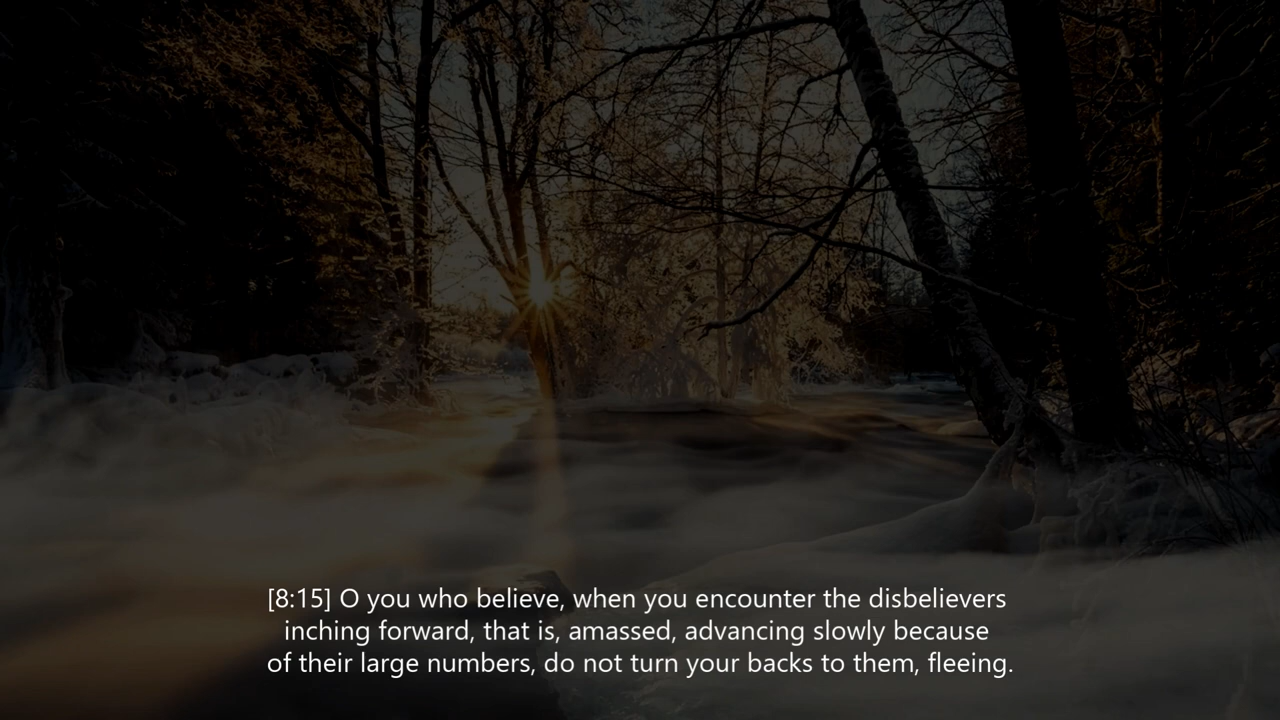 [8:15] O you who believe, when you encounter the disbelievers
inching forward, that is, amassed, advancing slowly because
of their large numbers, do not turn your backs to them, fleeing.